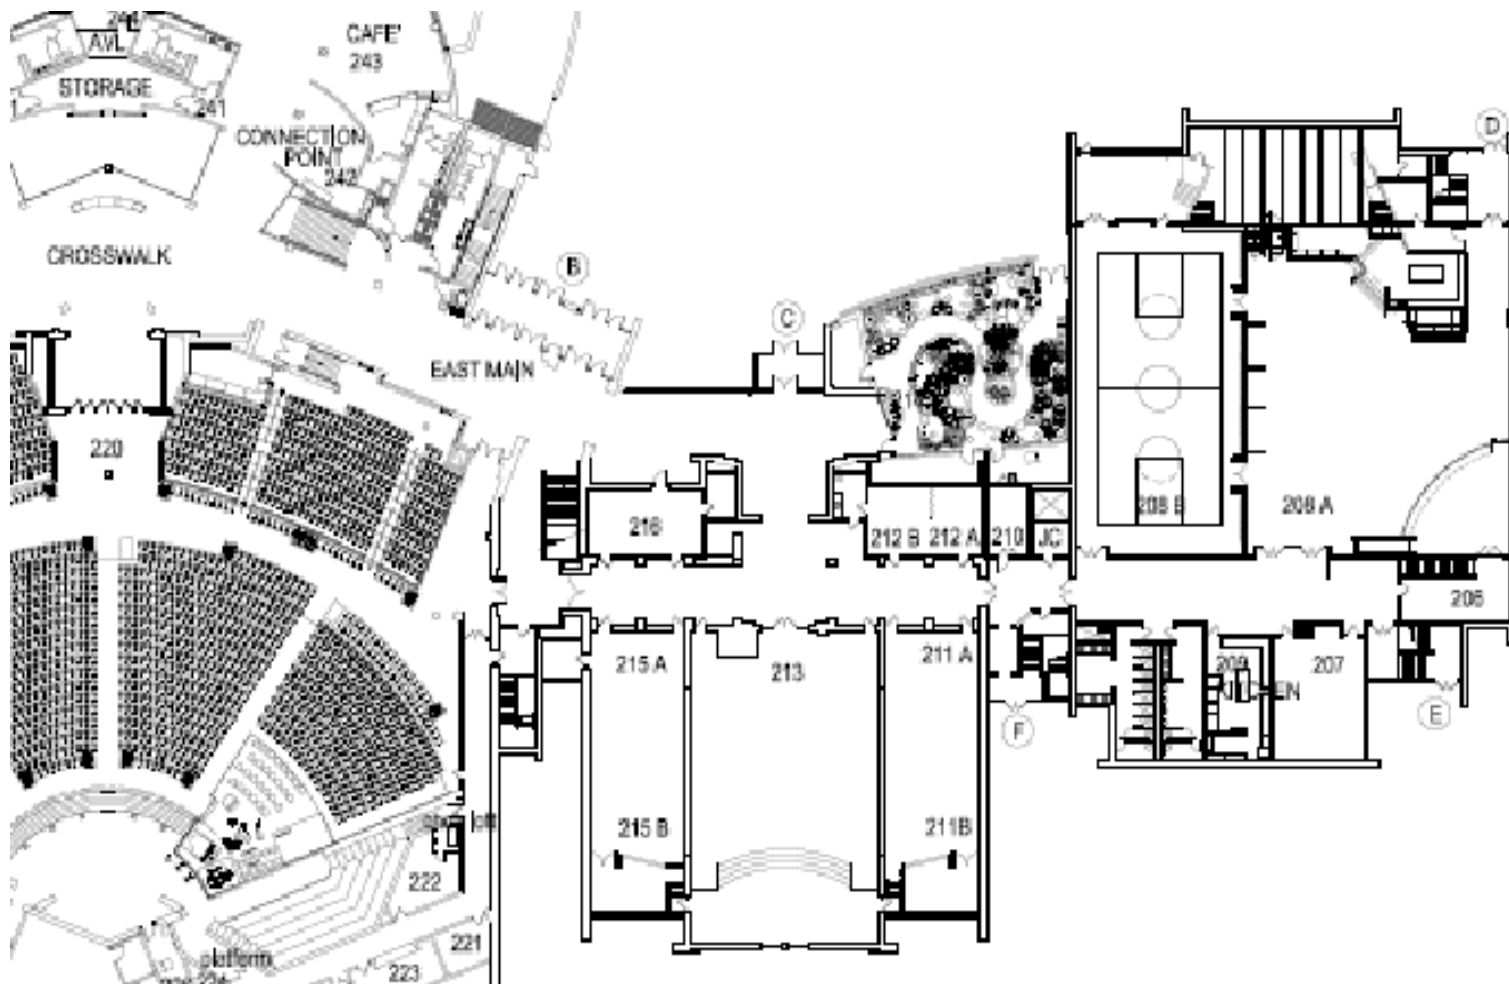 CAFE'
243
AVL
STORAGE
241
CONNECTION
POINT
242
D
CROSSWALK
B
C
EAST MAIN
220
208 B
208 A
216
212 B
212 A
210
JC
206
215 A
213
211 A
209
KITCHEN
207
F
E
215 B
211B
222
221
platform
223